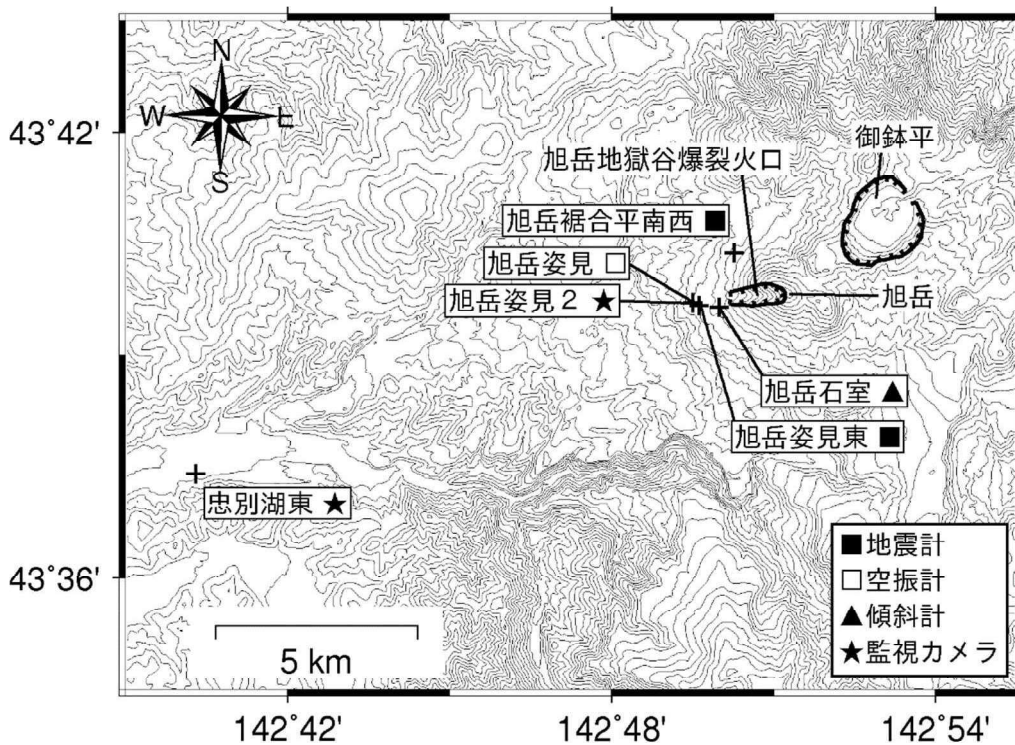 N
W
E
S
43°42'
御鉢平
旭岳地獄谷爆裂火口
旭岳裾合平南西 ■
旭岳姿見 □
旭岳姿見2 ★
旭岳
旭岳石室 ▲
旭岳姿見東 ■
忠別湖東 ★
43°36'
■地震計
□空振計
▲傾斜計
★監視カメラ
5 km
142°42'
142°48'
142°54'